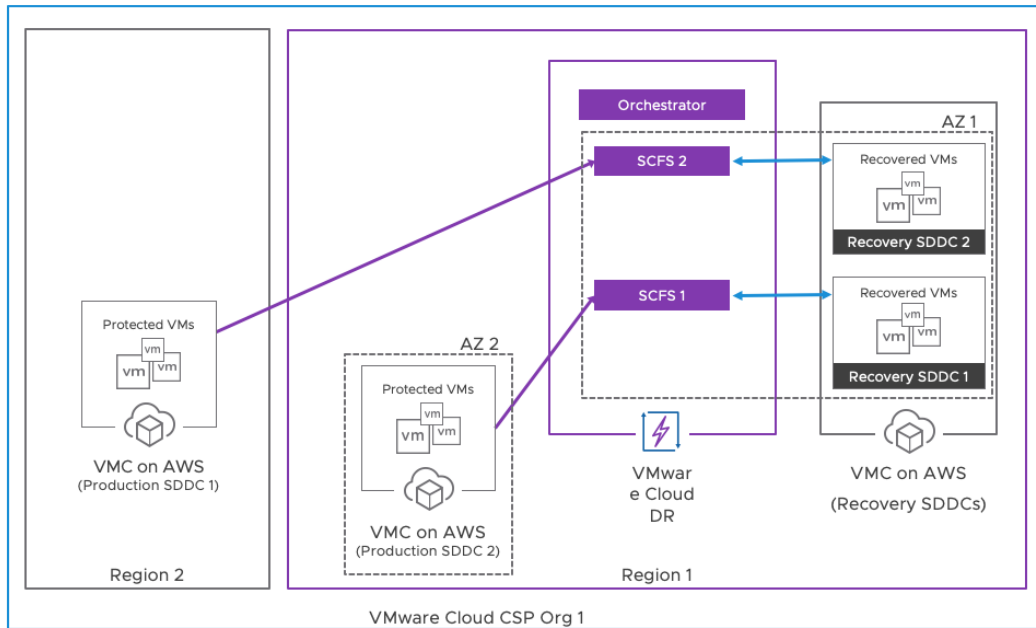 Orchestrator
AZ 1
SCFS 2
Recovered VMs
vm
vm
vm
Recovery SDDC 2
SCFS 1
Recovered VMs
vm
vm
vm
Recovery SDDC 1
Protected VMs
vm
vm
vm
VMC on AWS
(Production SDDC 1)
AZ 2
Protected VMs
vm
vm
vm
VMC on AWS
(Production SDDC 2)
VMwar
e Cloud
DR
VMC on AWS
(Recovery SDDCs)
Region 2
Region 1
VMware Cloud CSP Org 1